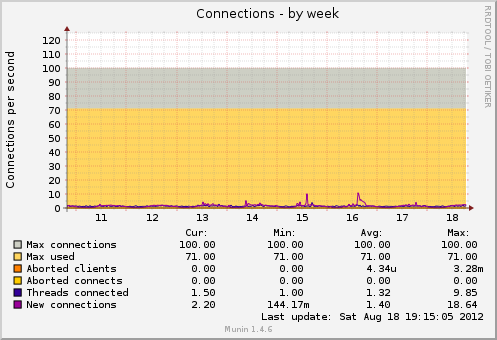 Connections - by week
RRDTOOL / TOBI OETIKER
Connections per second
120
110
100
90
80
70
60
50
40
30
20
10
0
11 12 13 14 15 16 17 18
Cur: Min: Avg: Max:
Max connections 100.00 100.00 100.00 100.00
Max used 71.00 71.00 71.00 71.00
Aborted clients 0.00 0.00 4.34u 3.28m
Aborted connects 0.00 0.00 0.00 0.00
Threads connected 1.50 1.00 1.32 9.85
New connections 2.20 144.17m 1.40 18.64
Last update: Sat Aug 18 19:15:05 2012
Munin 1.4.6